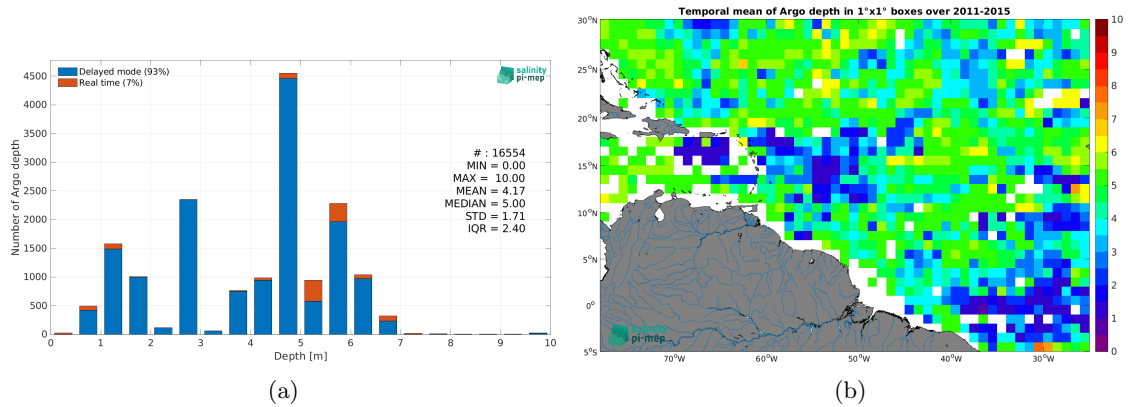 Delayed mode (93%)
Real time (7%)
salinity
pi-mep
4500
4000
3500
3000
2500
2000
1500
1000
500
0
Number of Argo depth
# : 16554
MIN = 0.00
MAX = 10.00
MEAN = 4.17
MEDIAN = 5.00
STD = 1.71
IQR = 2.40
0 1 2 3 4 5 6 7 8 9 10
Depth [m]
(a)
Temporal mean of Argo depth in 1°x1° boxes over 2011-2015
30°N
25°N
20°N
15°N
10°N
5°N
0°
5°S
70°W 60°W 50°W 40°W 30°W
salinity
pi-mep
10
9
8
7
6
5
4
3
2
1
0
(b)